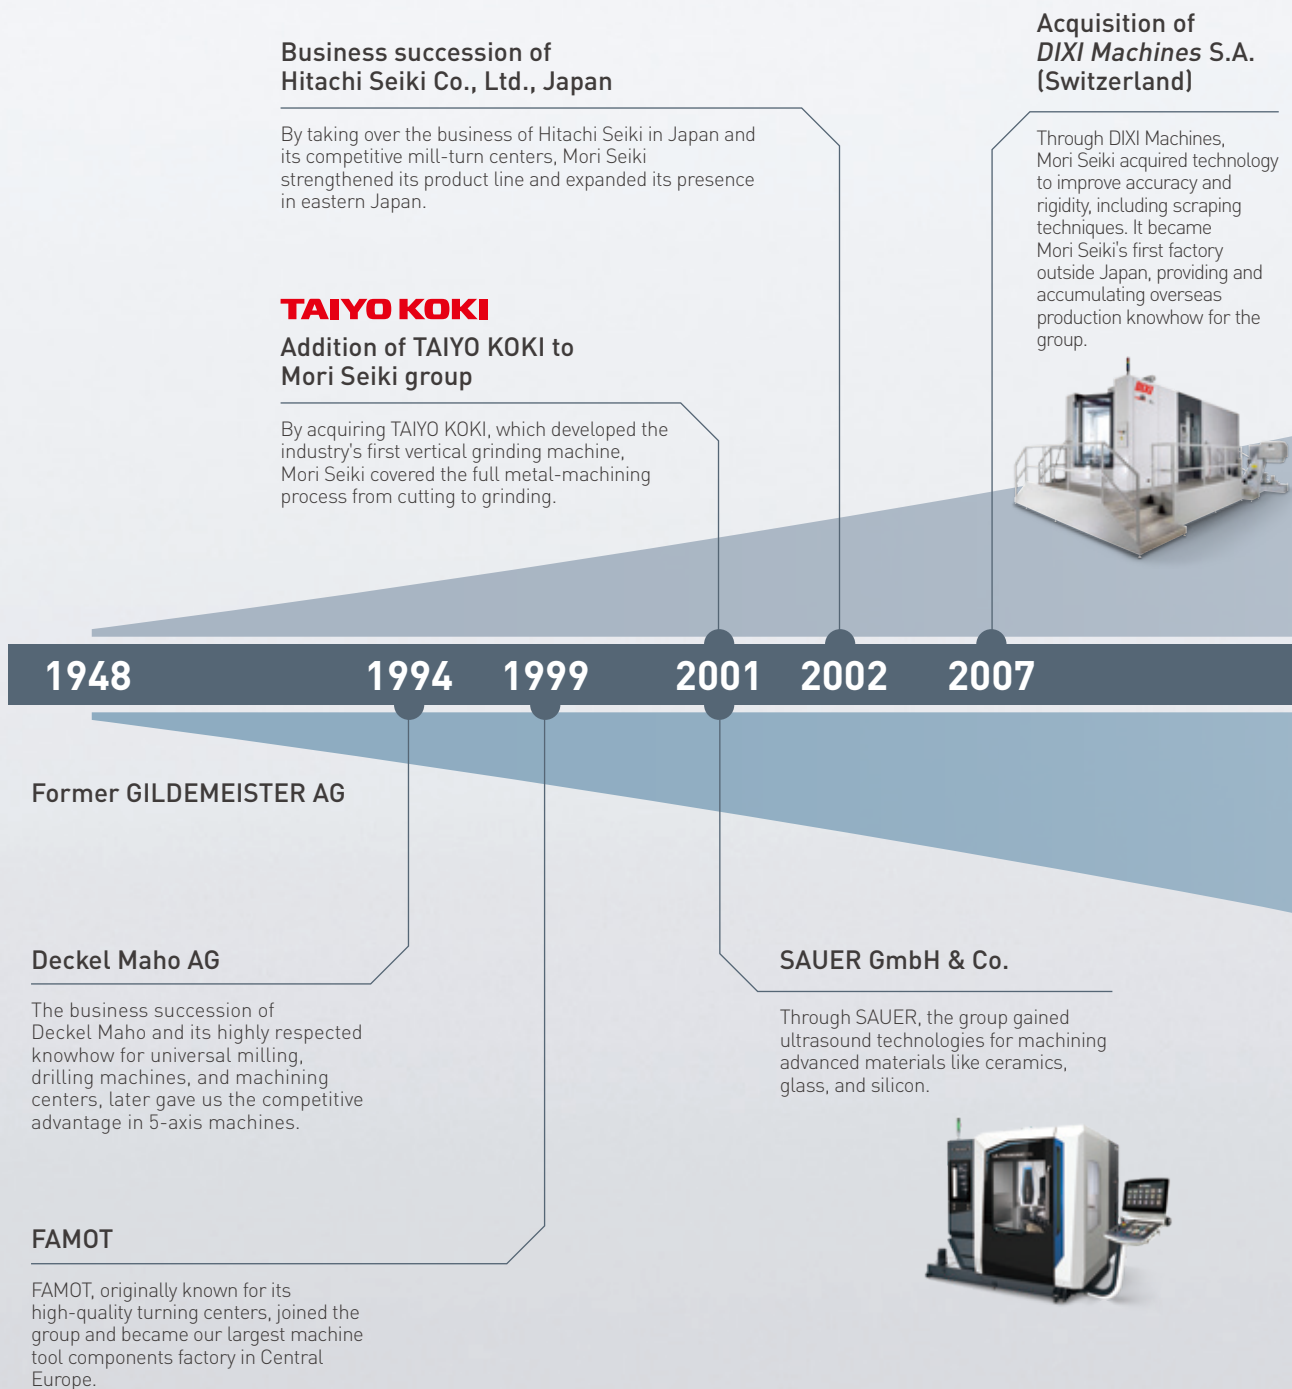 Business succession of
Hitachi Seiki Co., Ltd., Japan
By taking over the business of Hitachi Seiki in Japan and
its competitive mill-turn centers, Mori Seiki
strengthened its product line and expanded its presence
in eastern Japan.
TAIYO KOKI
Addition of TAIYO KOKI to
Mori Seiki group
By acquiring TAIYO KOKI, which developed the
industry's first vertical grinding machine,
Mori Seiki covered the full metal-machining
process from cutting to grinding.
Acquisition of
DIXI Machines S.A.
(Switzerland)
Through DIXI Machines,
Mori Seiki acquired technology
to improve accuracy and
rigidity, including scraping
techniques. It became
Mori Seiki's first factory
outside Japan, providing and
accumulating overseas
production knowhow for the
group.
1948 1994 1999 2001 2002 2007
Former GILDEMEISTER AG
Deckel Maho AG
The business succession of
Deckel Maho and its highly respected
knowhow for universal milling,
drilling machines, and machining
centers, later gave us the competitive
advantage in 5-axis machines.
FAMOT
FAMOT, originally known for its
high-quality turning centers, joined the
group and became our largest machine
tool components factory in Central
Europe.
SAUER GmbH & Co.
Through SAUER, the group gained
ultrasound technologies for machining
advanced materials like ceramics,
glass, and silicon.